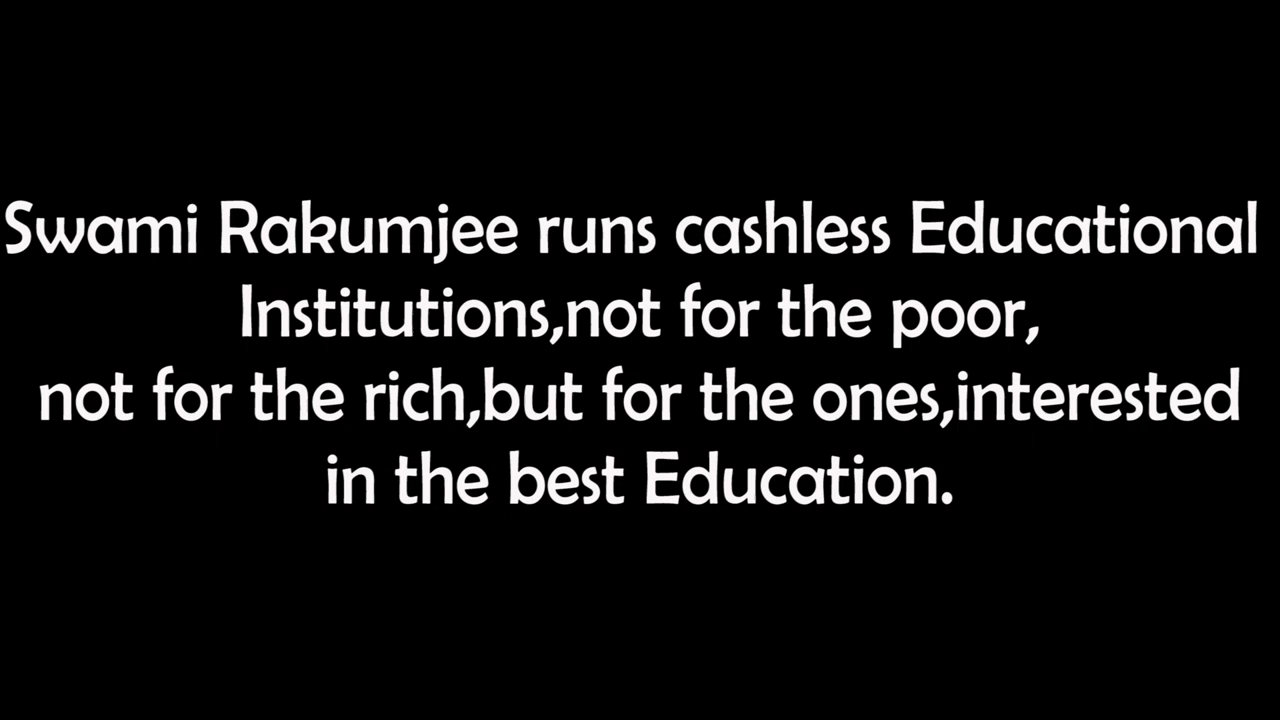 Swami Rakumjee runs cashless Educational
Institutions,not for the poor,
not for the rich,but for the ones,interested
in the best Education.